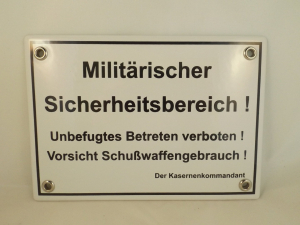 Militärischer
Sicherheitsbereich !
Unbefugtes Betreten verboten !
Vorsicht Schußwaffengebrauch !
Der Kasernenkommandant